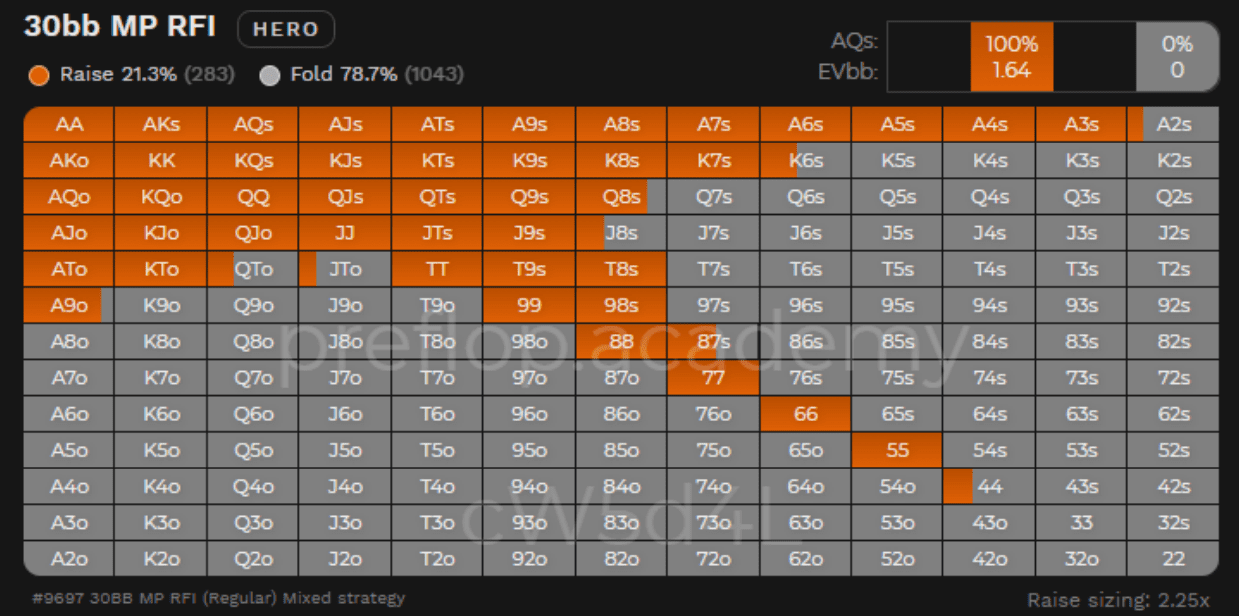 30bb MP RFI HERO
Raise 21.3% (283) Fold 78.7% (1043)
AQs: 100% 0%
EVbb: 1.64 0
AA AKs AQs AJs ATs A9s A8s A7s A6s A5s A4s A3s A2s
AKo KK KQs KJs KTs K9s K8s K7s K6s K5s K4s K3s K2s
AQo KQo QQ QJs QTs Q9s Q8s Q7s Q6s Q5s Q4s Q3s Q2s
AJo KJo QJo JJ JTs J9s J8s J7s J6s J5s J4s J3s J2s
ATo KTo QTo JTo TT T9s T8s T7s T6s T5s T4s T3s T2s
A9o K9o Q9o J9o T9o 99 98s 97s 96s 95s 94s 93s 92s
A8o K8o Q8o J8o T8o 98o 88 87s 86s 85s 84s 83s 82s
preflop.academy
A7o K7o Q7o J7o T7o 97o 87o 77 76s 75s 74s 73s 72s
A6o K6o Q6o J6o T6o 96o 86o 76o 66 65s 64s 63s 62s
A5o K5o Q5o J5o T5o 95o 85o 75o 65o 55 54s 53s 52s
A4o K4o Q4o J4o T4o 94o 84o 74o 64o 54o 44 43s 42s
cW5d4L
A3o K3o Q3o J3o T3o 93o 83o 73o 63o 53o 43o 33 32s
A2o K2o Q2o J2o T2o 92o 82o 72o 62o 52o 42o 32o 22
#9697 30BB MP RFI (Regular) Mixed strategy Raise sizing: 2.25x